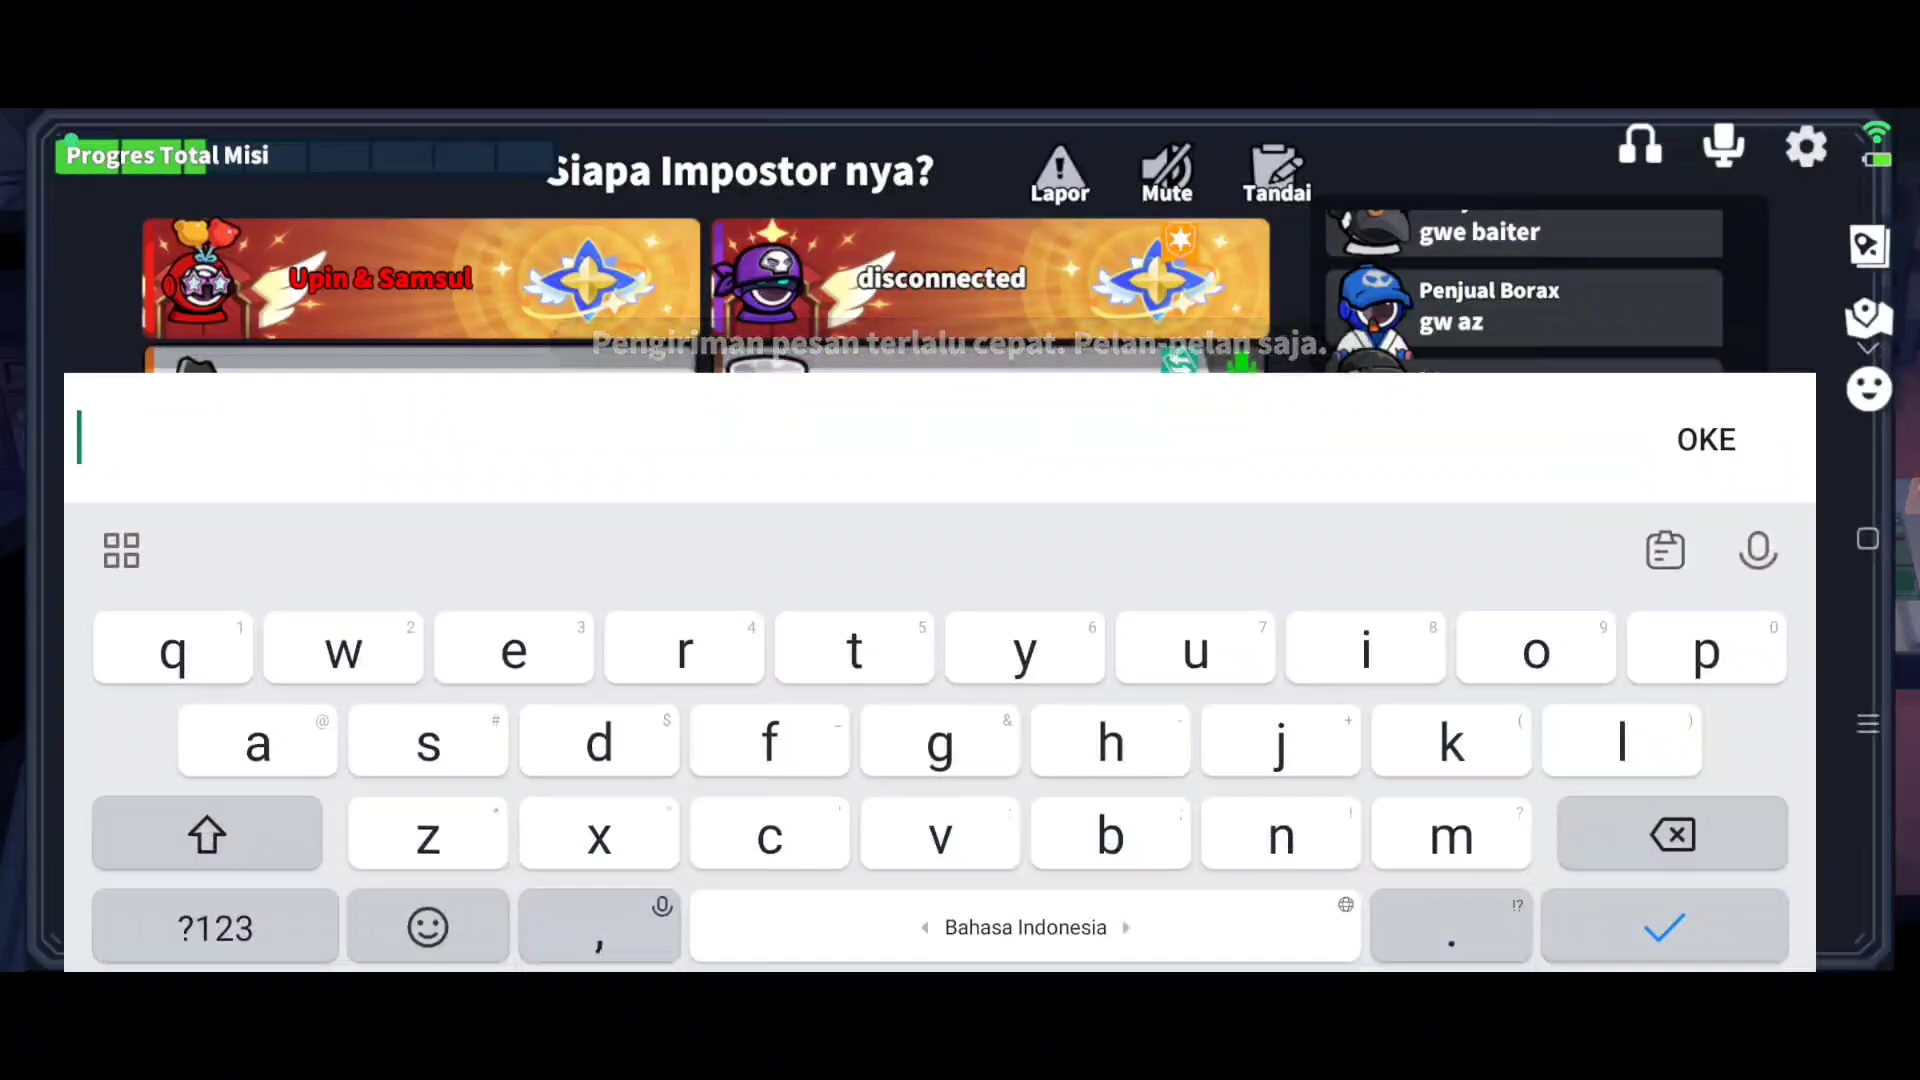 Progres Total Misi
Siapa Impostor nya?
Lapor
Mute
Tandai
Upin & Samsul
disconnected
gwe baiter
Penjual Borax
gw az
Pengiriman pesan terlalu cepat. Pelan-pelan saja.
OKE
q 1 w 2 e 3 r 4 t 5 y 6 u 7 i 8 o 9 p 0
a @ s # d $ f _ g & h - j + k ( l )
z * x " c ' v : b ; n ! m ?
?123 , Bahasa Indonesia . !?